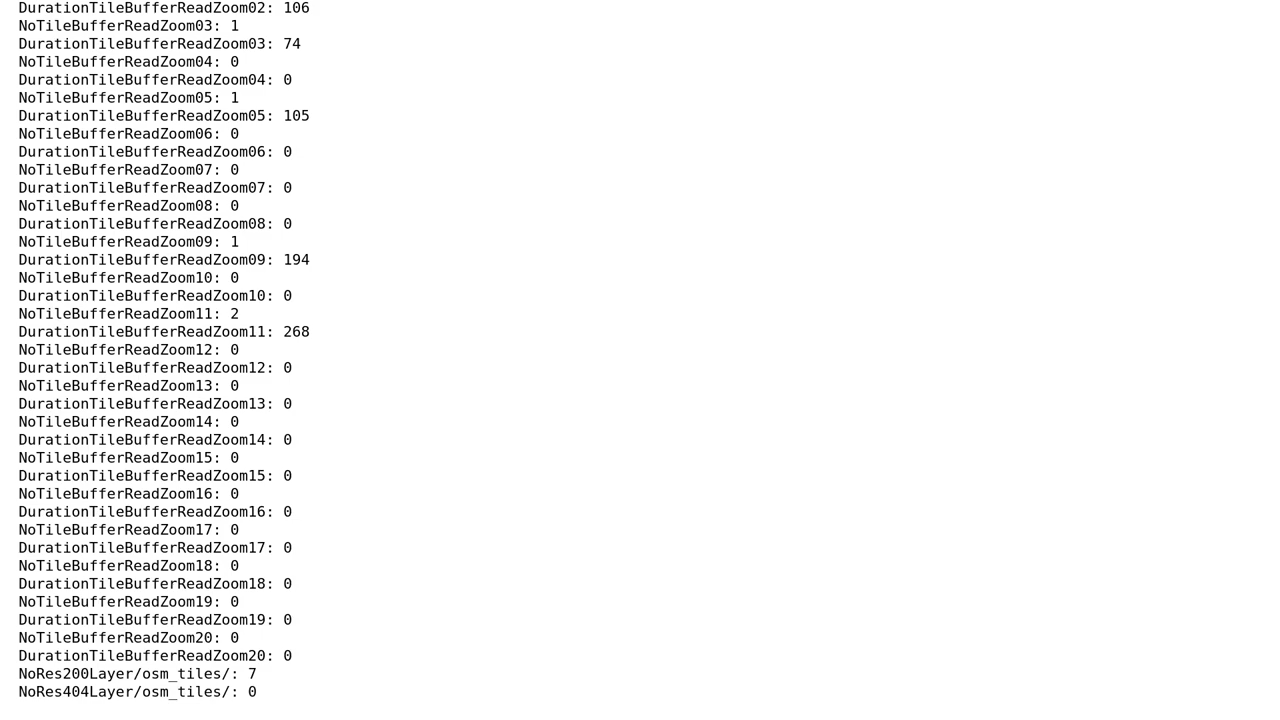 DurationTileBufferReadZoom02: 106
NoTileBufferReadZoom03: 1
DurationTileBufferReadZoom03: 74
NoTileBufferReadZoom04: 0
DurationTileBufferReadZoom04: 0
NoTileBufferReadZoom05: 1
DurationTileBufferReadZoom05: 105
NoTileBufferReadZoom06: 0
DurationTileBufferReadZoom06: 0
NoTileBufferReadZoom07: 0
DurationTileBufferReadZoom07: 0
NoTileBufferReadZoom08: 0
DurationTileBufferReadZoom08: 0
NoTileBufferReadZoom09: 1
DurationTileBufferReadZoom09: 194
NoTileBufferReadZoom10: 0
DurationTileBufferReadZoom10: 0
NoTileBufferReadZoom11: 2
DurationTileBufferReadZoom11: 268
NoTileBufferReadZoom12: 0
DurationTileBufferReadZoom12: 0
NoTileBufferReadZoom13: 0
DurationTileBufferReadZoom13: 0
NoTileBufferReadZoom14: 0
DurationTileBufferReadZoom14: 0
NoTileBufferReadZoom15: 0
DurationTileBufferReadZoom15: 0
NoTileBufferReadZoom16: 0
DurationTileBufferReadZoom16: 0
NoTileBufferReadZoom17: 0
DurationTileBufferReadZoom17: 0
NoTileBufferReadZoom18: 0
DurationTileBufferReadZoom18: 0
NoTileBufferReadZoom19: 0
DurationTileBufferReadZoom19: 0
NoTileBufferReadZoom20: 0
DurationTileBufferReadZoom20: 0
NoRes200Layer/osm_tiles/: 7
NoRes404Layer/osm_tiles/: 0